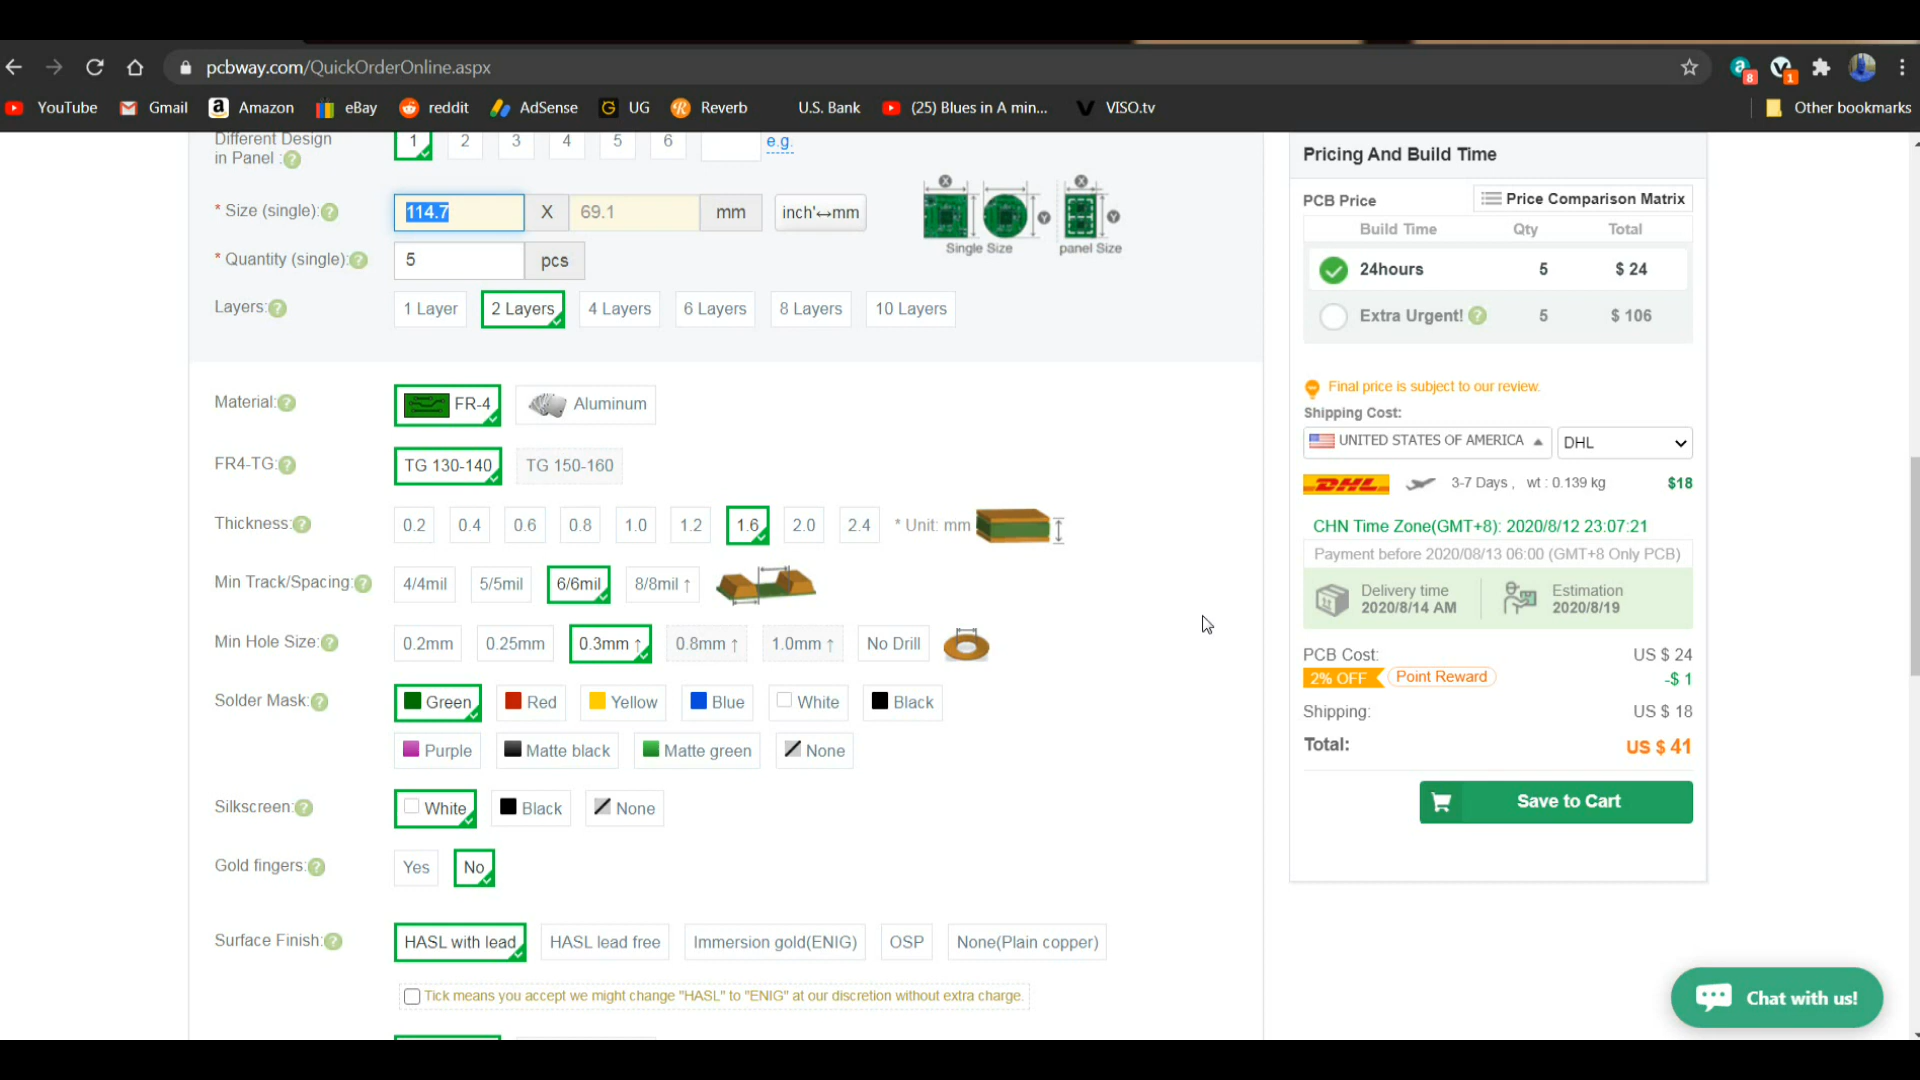 pcbway.com/QuickOrderOnline.aspx
8
1
YouTube Gmail Amazon eBay reddit AdSense G UG Reverb U.S. Bank (25) Blues in A min... VISO.tv Other bookmarks
Different Design
in Panel :? 1 2 3 4 5 6 e.g.
* Size (single):? 114.7 X 69.1 mm inch'↔mm
X X
Y Y
Single Size panel Size
* Quantity (single):? 5 pcs
Layers:? 1 Layer 2 Layers 4 Layers 6 Layers 8 Layers 10 Layers
Material:? FR-4 Aluminum
FR4-TG:? TG 130-140 TG 150-160
Thickness:? 0.2 0.4 0.6 0.8 1.0 1.2 1.6 2.0 2.4 * Unit: mm
Min Track/Spacing:? 4/4mil 5/5mil 6/6mil 8/8mil ↑
Min Hole Size:? 0.2mm 0.25mm 0.3mm ↑ 0.8mm ↑ 1.0mm ↑ No Drill
Solder Mask:? Green Red Yellow Blue White Black
Purple Matte black Matte green None
Silkscreen:? White Black None
Gold fingers:? Yes No
Surface Finish:? HASL with lead HASL lead free Immersion gold(ENIG) OSP None(Plain copper)
Tick means you accept we might change "HASL" to "ENIG" at our discretion without extra charge.
Pricing And Build Time
PCB Price Price Comparison Matrix
Build Time Qty Total
24hours 5 $ 24
Extra Urgent! ? 5 $ 106
Final price is subject to our review.
Shipping Cost:
UNITED STATES OF AMERICA DHL
DHL 3-7 Days , wt : 0.139 kg $18
CHN Time Zone(GMT+8): 2020/8/12 23:07:21
Payment before 2020/08/13 06:00 (GMT+8 Only PCB)
Delivery time Estimation
2020/8/14 AM 2020/8/19
PCB Cost: US $ 24
2% OFF Point Reward -$ 1
Shipping: US $ 18
Total: US $ 41
Save to Cart
Chat with us!